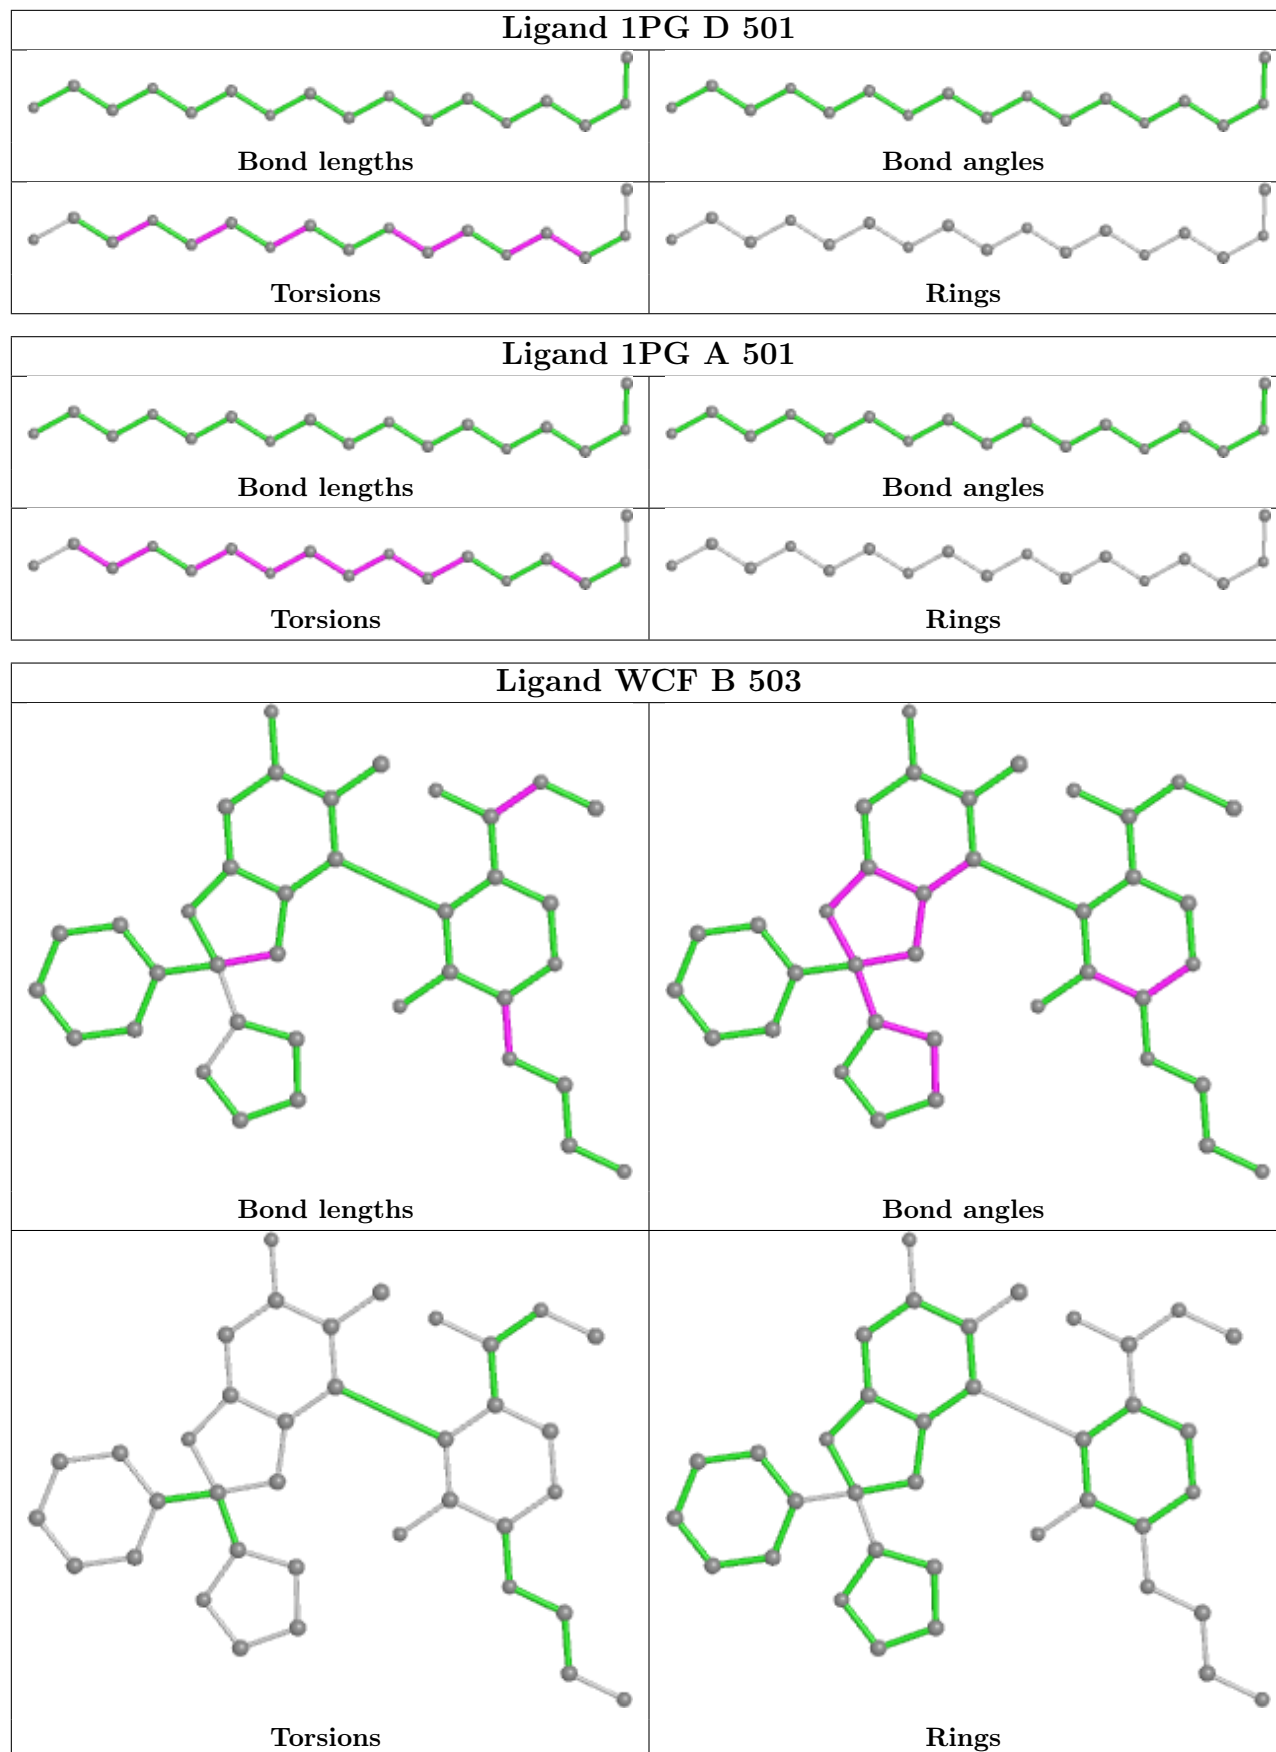 Ligand 1PG D 501
Bond lengths
Bond angles
Torsions
Rings
Ligand 1PG A 501
Bond lengths
Bond angles
Torsions
Rings
Ligand WCF B 503
Bond lengths
Bond angles
Torsions
Rings